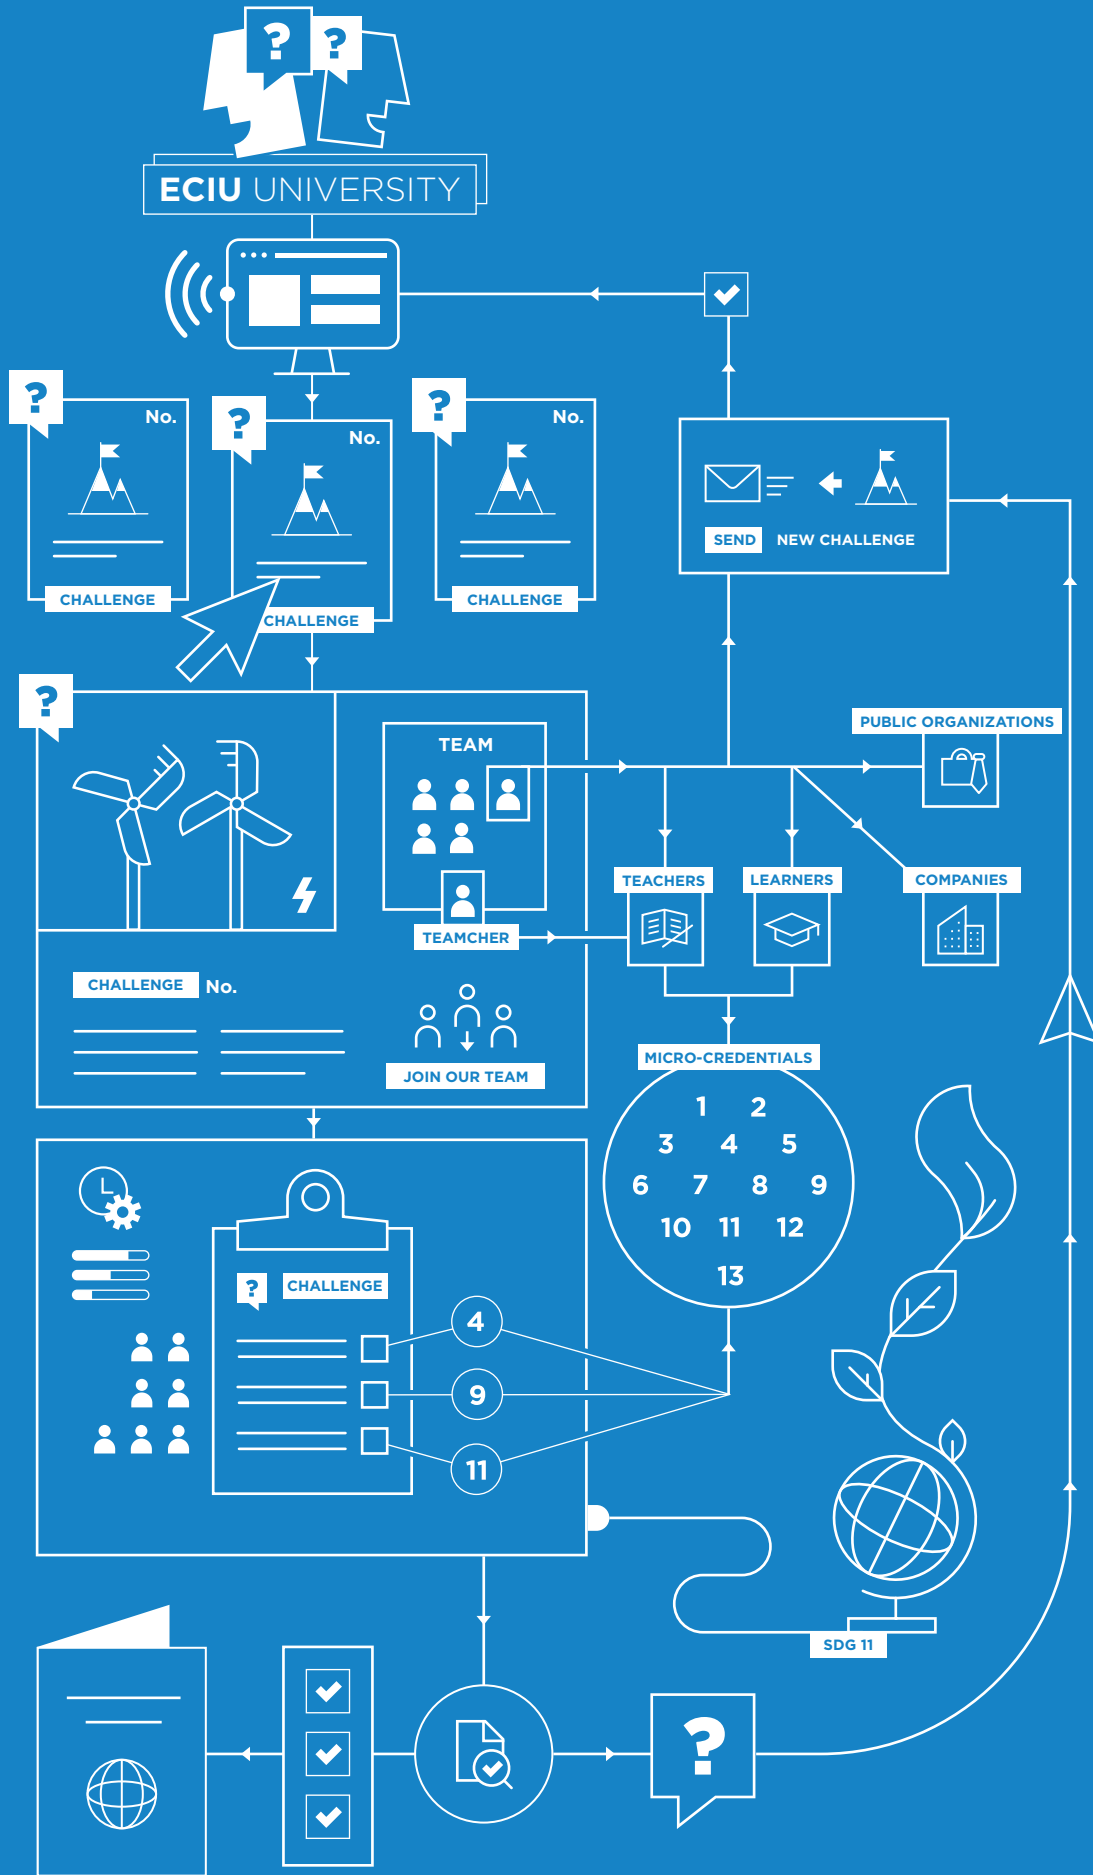 ?
?
ECIU UNIVERSITY
?
No.
CHALLENGE
?
No.
CHALLENGE
?
No.
CHALLENGE
SEND NEW CHALLENGE
?
TEAM
TEAMCHER
PUBLIC ORGANIZATIONS
TEACHERS
LEARNERS
COMPANIES
CHALLENGE No.
JOIN OUR TEAM
MICRO-CREDENTIALS
1 2
3 4 5
6 7 8 9
10 11 12
13
? CHALLENGE
4
9
11
SDG 11
?